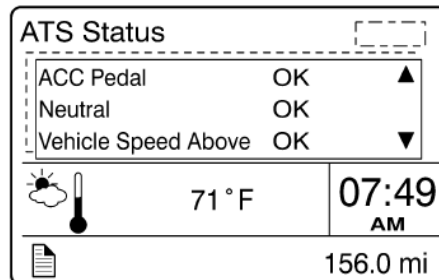 ATS Status
ACC Pedal OK ▲
Neutral OK
Vehicle Speed Above OK ▼
71°F
07:49
AM
156.0 mi